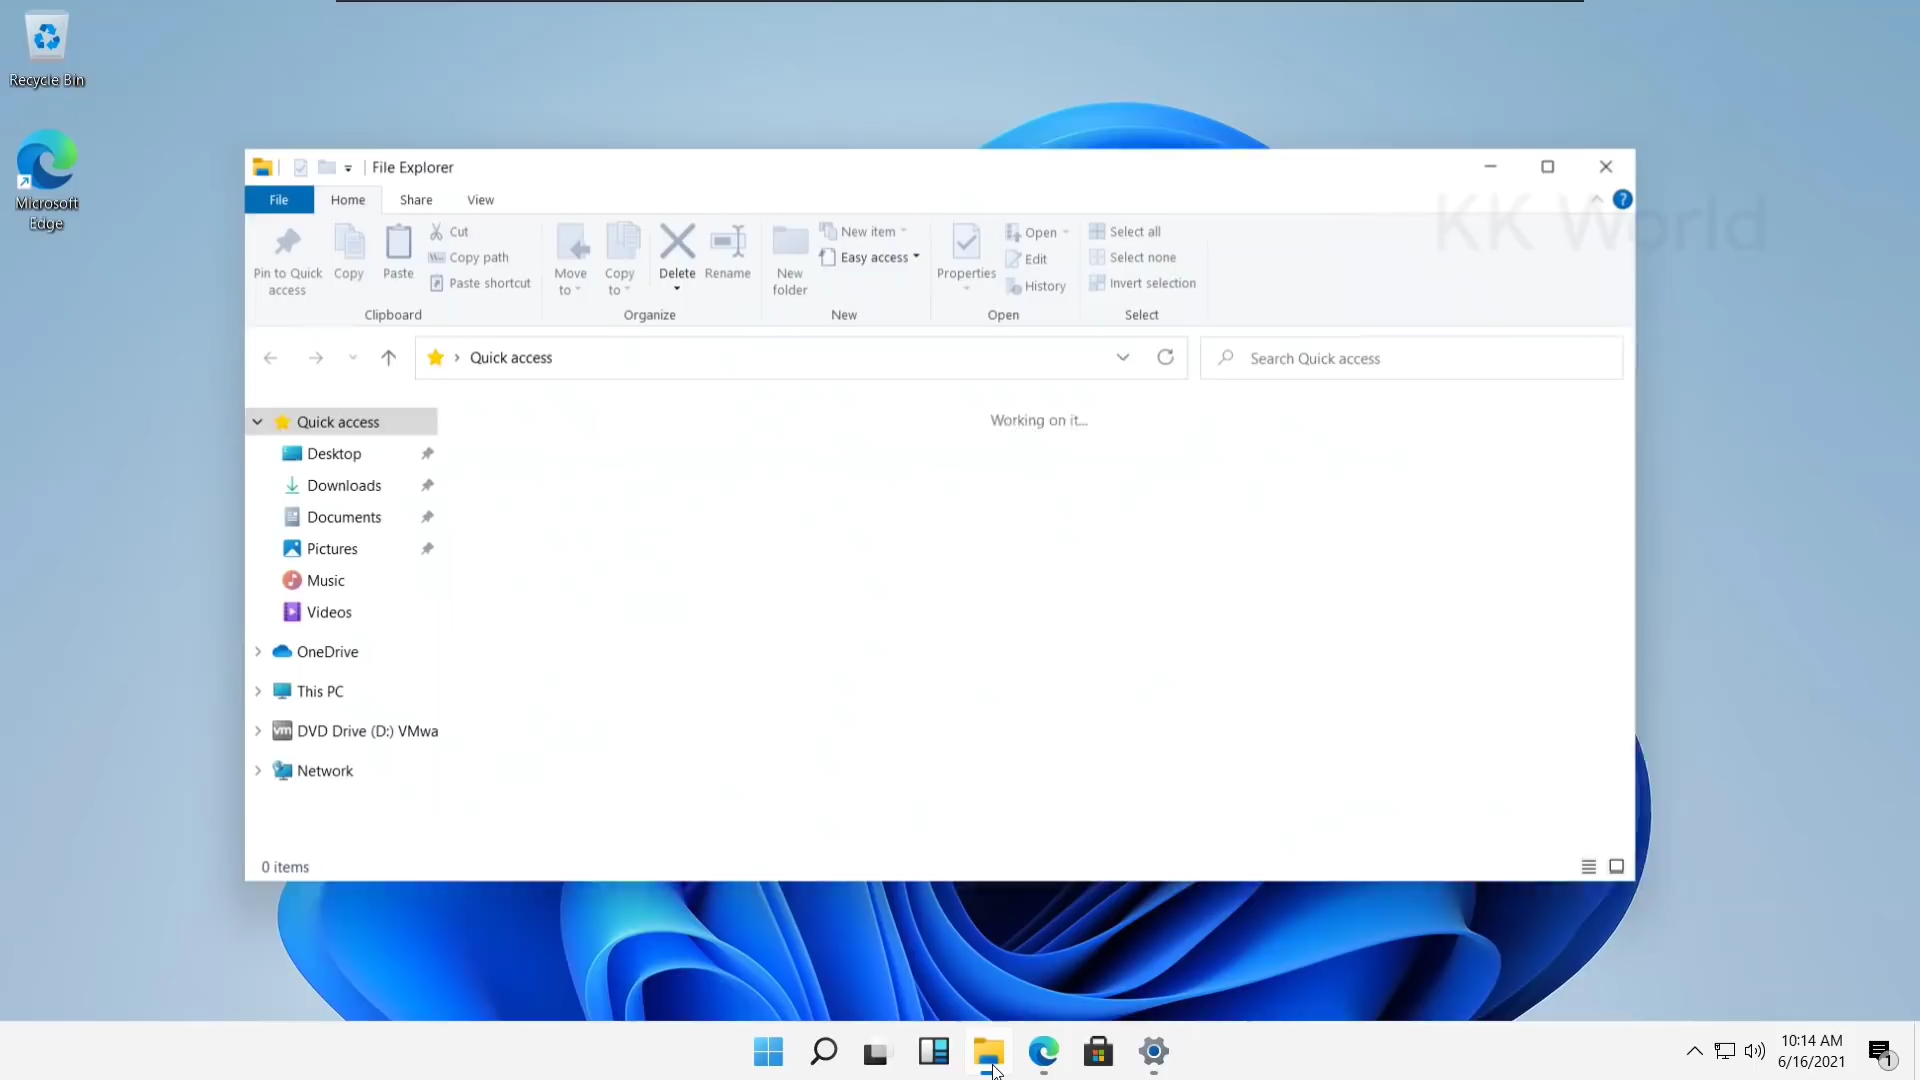 Recycle Bin
Microsoft
Edge
File Explorer
File
Home
Share
View
KK World
Pin to Quick
access
Copy
Paste
Cut
Copy path
Paste shortcut
Clipboard
Move
to
Copy
to
Delete
Rename
Organize
New
folder
New item
Easy access
New
Properties
Open
Edit
History
Open
Select all
Select none
Invert selection
Select
Quick access
Search Quick access
Quick access
Working on it...
Desktop
Downloads
Documents
Pictures
Music
Videos
OneDrive
This PC
vm
DVD Drive (D:) VMwa
Network
0 items
10:14 AM
6/16/2021
1